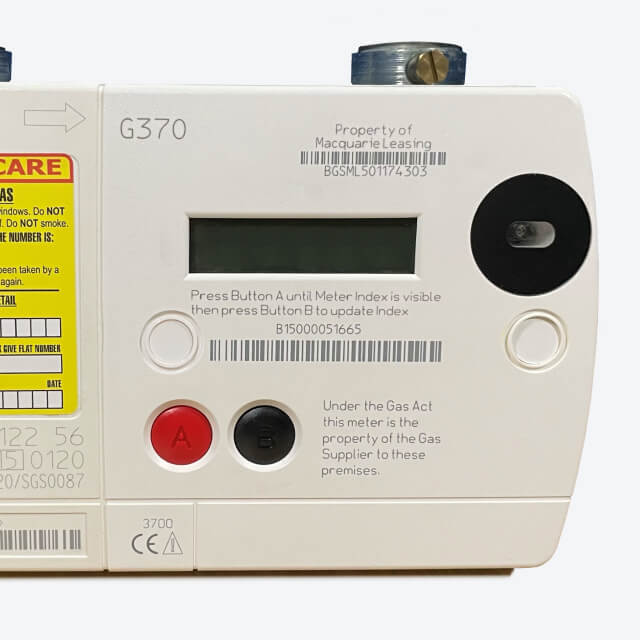 G370
Property of
Macquarie Leasing
BGSML501174303
Press Button A until Meter Index is visible
then press Button B to update Index
B15000051665
A
B
Under the Gas Act
this meter is the
property of the Gas
Supplier to these
premises.
3700
CE
CARE
AS
indows. Do NOT
f. Do NOT smoke.
HE NUMBER IS:
been taken by a
again.
ETAIL
GIVE FLAT NUMBER
DATE
122 56
15 0120
20/SGS0087